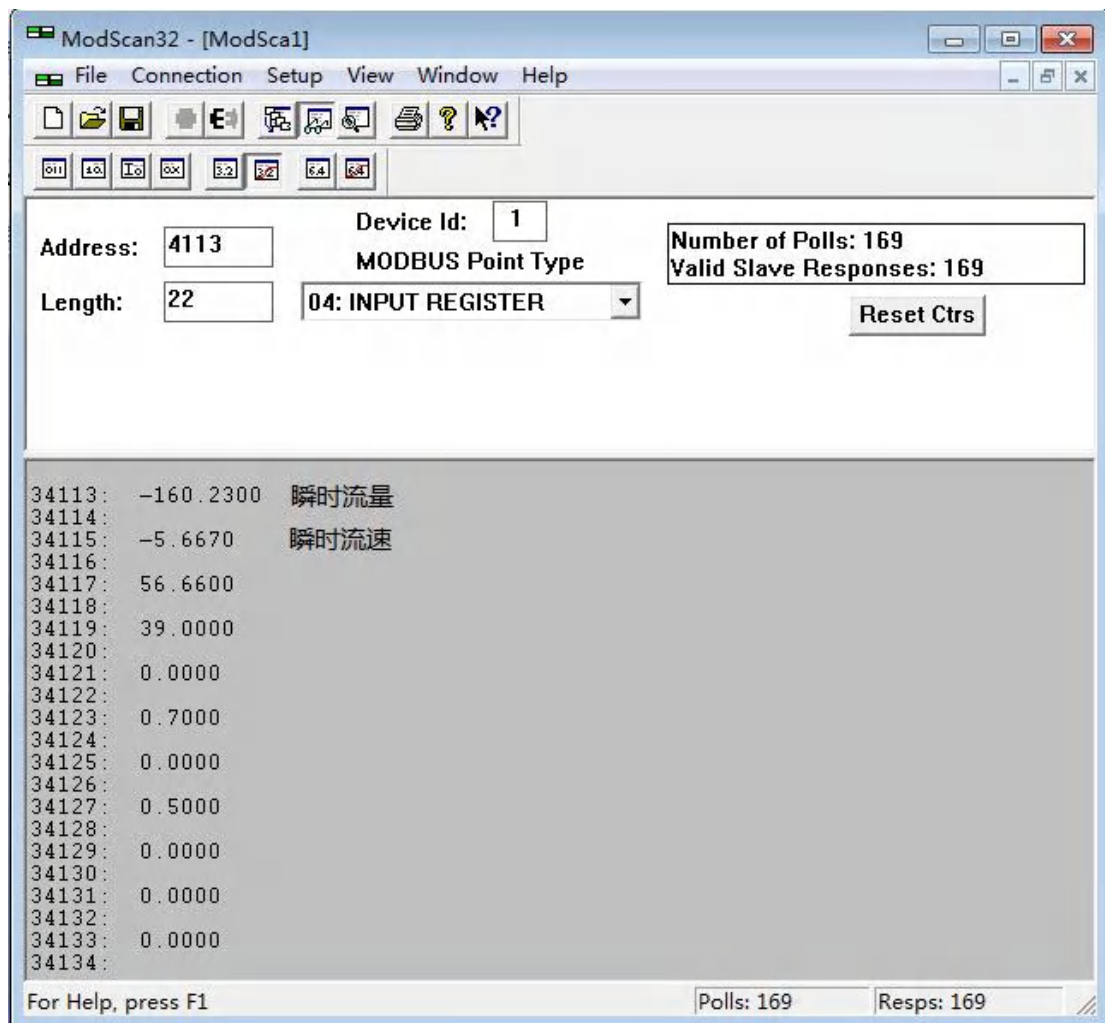 ModScan32 - [ModSca1]
File Connection Setup View Window Help
Address: 4113
Device Id: 1
MODBUS Point Type
Length: 22
04: INPUT REGISTER
Number of Polls: 169
Valid Slave Responses: 169
Reset Ctrs
34113: -160.2300 瞬时流量
34114:
34115: -5.6670 瞬时流速
34116:
34117: 56.6600
34118:
34119: 39.0000
34120:
34121: 0.0000
34122:
34123: 0.7000
34124:
34125: 0.0000
34126:
34127: 0.5000
34128:
34129: 0.0000
34130:
34131: 0.0000
34132:
34133: 0.0000
34134:
For Help, press F1 Polls: 169 Resps: 169